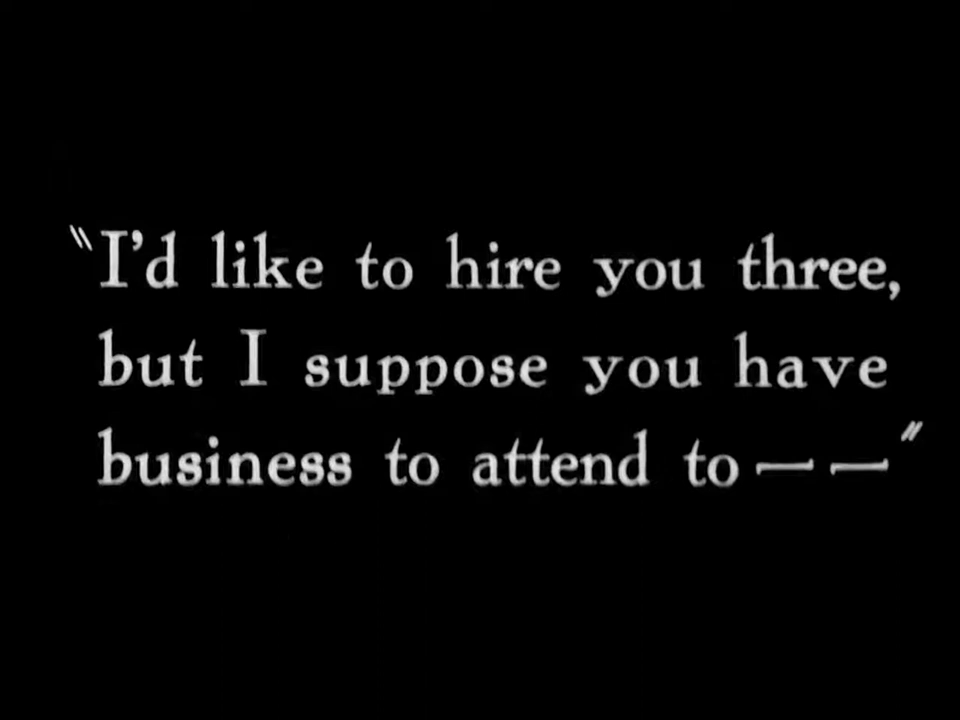 "I'd like to hire you three,
but I suppose you have
business to attend to——"